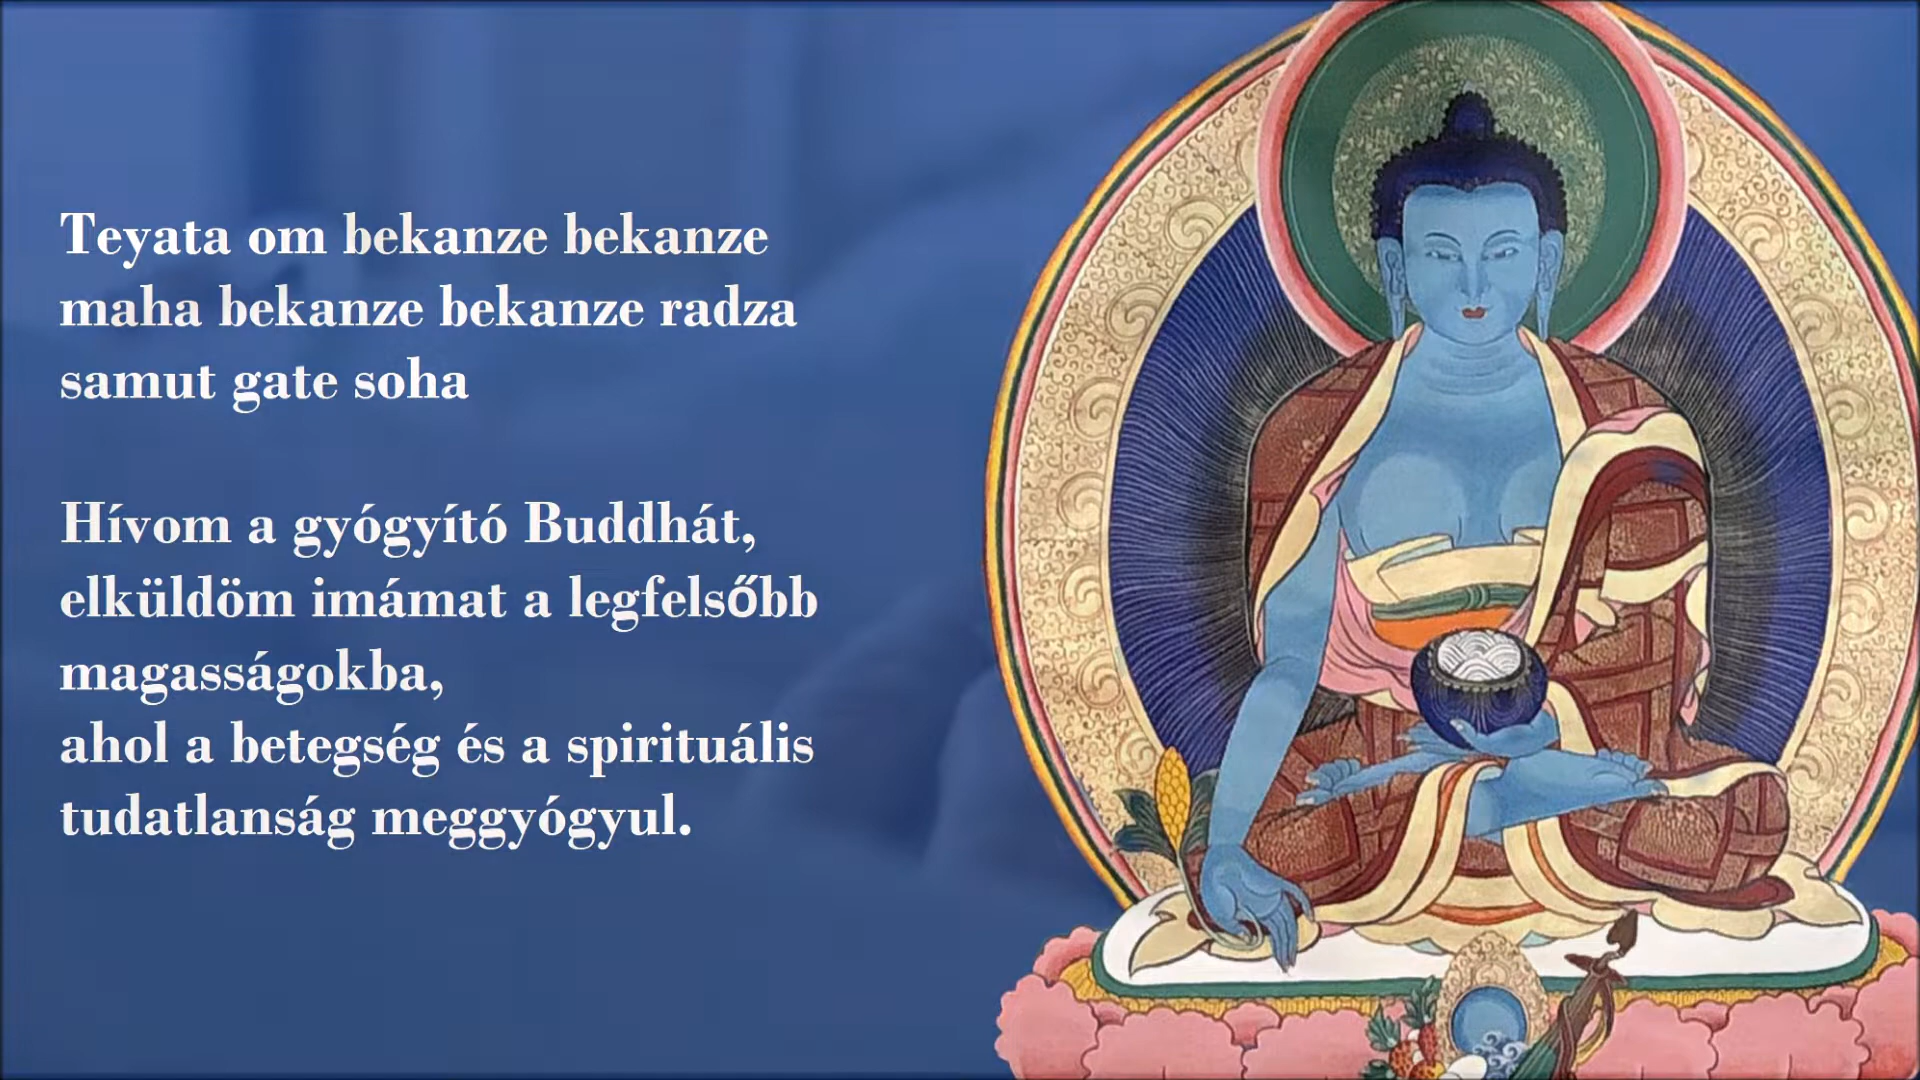 Teyata om bekanze bekanze
maha bekanze bekanze radza
samut gate soha
Hívom a gyógyító Buddhát,
elküldöm imámat a legfelsőbb
magasságokba,
ahol a betegség és a spirituális
tudatlanság meggyógyul.